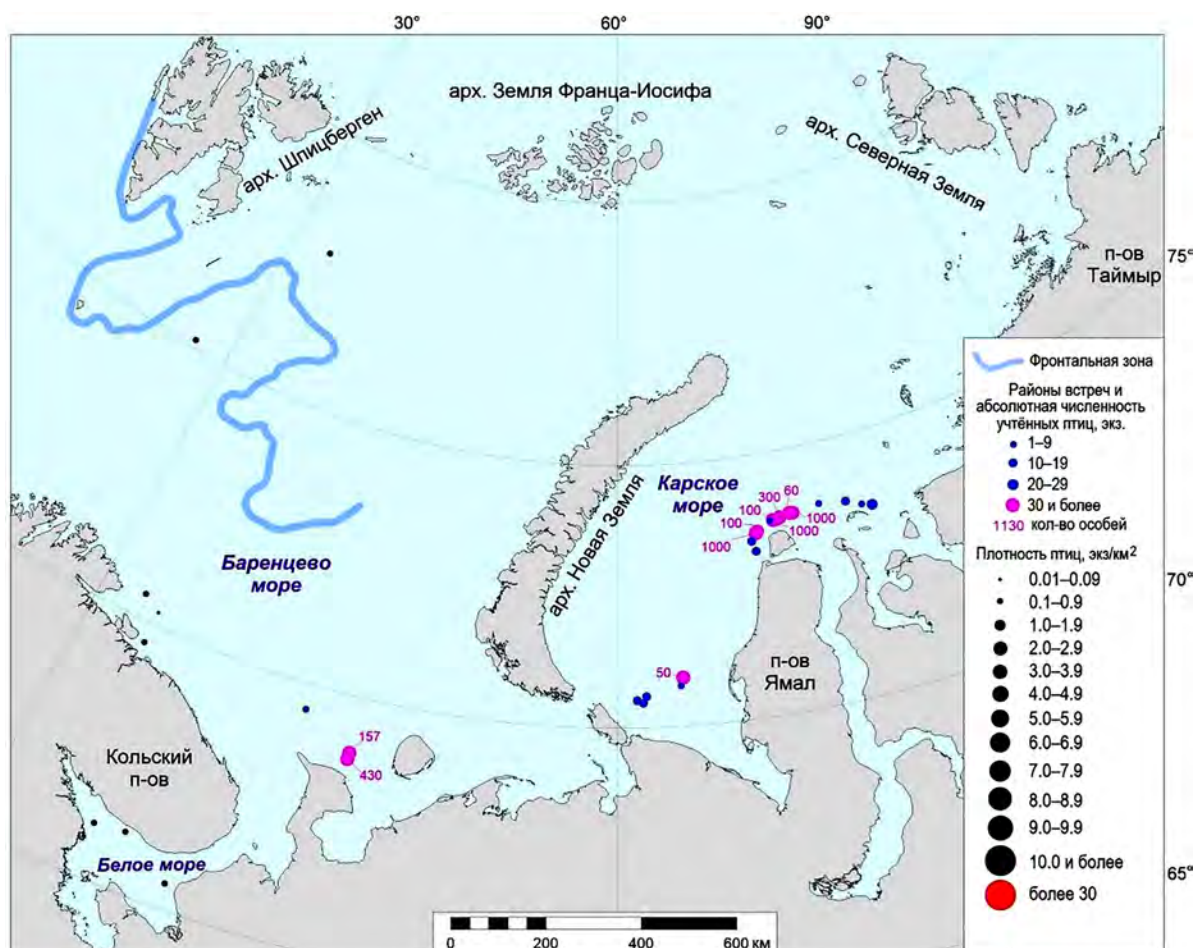 30°
60°
90°
арх. Земля Франца-Иосифа
арх. Шпицберген
арх. Северная Земля
п-ов
Таймыр
75°
Фронтальная зона
Районы встреч и
абсолютная численность
учтённых птиц, экз.
1–9
10–19
20–29
30 и более
1130 кол-во особей
Плотность птиц, экз/км²
0.01–0.09
0.1–0.9
1.0–1.9
2.0–2.9
3.0–3.9
4.0–4.9
5.0–5.9
6.0–6.9
7.0–7.9
8.0–8.9
9.0–9.9
10.0 и более
более 30
Карское
море
60
300
100
1000
1000
100
1000
арх. Новая Земля
Баренцево
море
70°
50
п-ов
Ямал
157
430
Кольский
п-ов
Белое море
65°
0 200 400 600 км